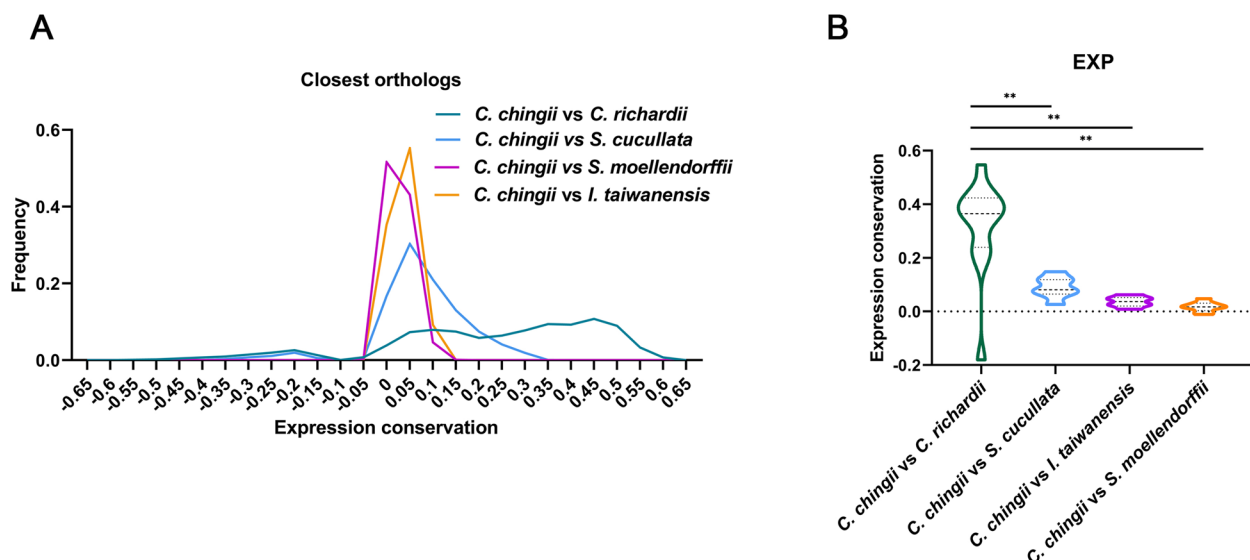 A
Closest orthologs
C. chingii vs C. richardii
C. chingii vs S. cucullata
C. chingii vs S. moellendorffii
C. chingii vs I. taiwanensis
Frequency
0.6
0.4
0.2
0.0
-0.65
-0.6
-0.55
-0.5
-0.45
-0.4
-0.35
-0.3
-0.25
-0.2
-0.15
-0.1
-0.05
0
0.05
0.1
0.15
0.2
0.25
0.3
0.35
0.4
0.45
0.5
0.55
0.6
0.65
Expression conservation
B
EXP
**
**
**
Expression conservation
0.6
0.4
0.2
0.0
-0.2
C. chingii vs C. richardii
C. chingii vs S. cucullata
C. chingii vs I. taiwanensis
C. chingii vs S. moellendorffii